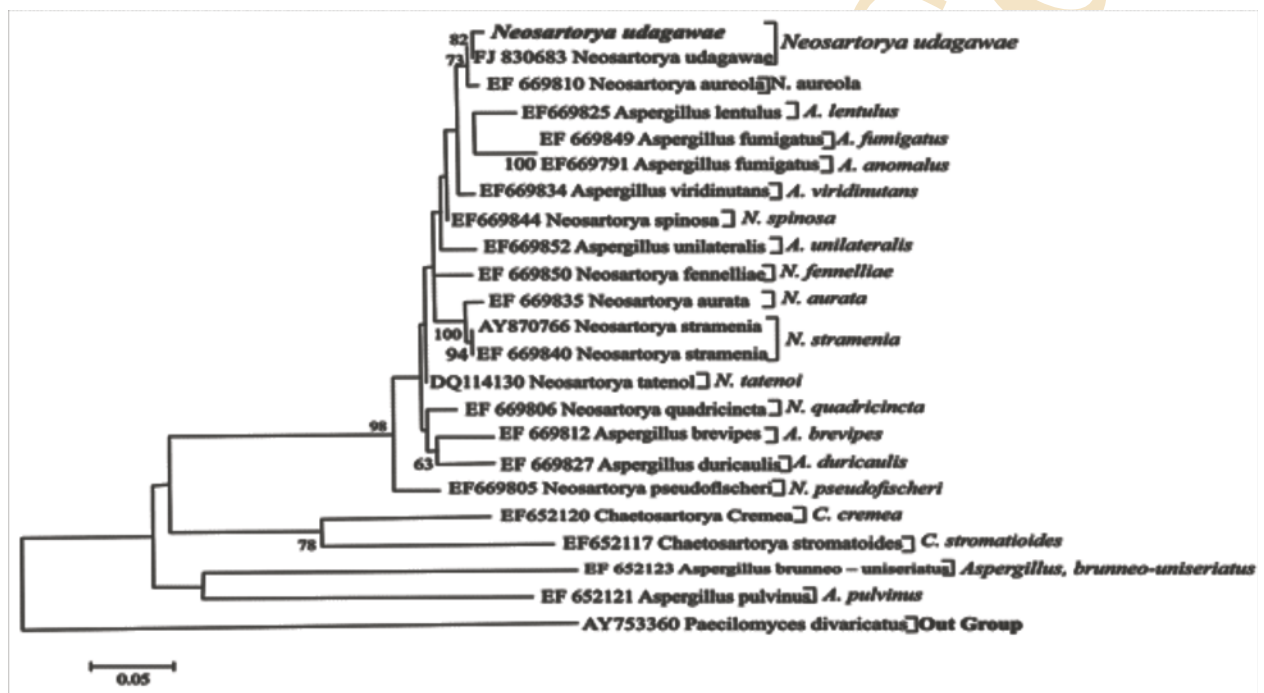 82 Neosartorya udagawae Neosartorya udagawae
73 FJ 830683 Neosartorya udagawae
EF 669810 Neosartorya aureola N. aureola
EF669825 Aspergillus lentulus A. lentulus
EF 669849 Aspergillus fumigatus A. fumigatus
100 EF669791 Aspergillus fumigatus A. anomalus
EF669834 Aspergillus viridinutans A. viridinutans
EF669844 Neosartorya spinosa N. spinosa
EF669852 Aspergillus unilateralis A. unilateralis
EF 669850 Neosartorya fennelliae N. fennelliae
EF 669835 Neosartorya aurata N. aurata
100 AY870766 Neosartorya stramenia N. stramenia
94 EF 669840 Neosartorya stramenia
DQ114130 Neosartorya tatenol N. tatenoi
EF 669806 Neosartorya quadricincta N. quadricincta
98 EF 669812 Aspergillus brevipes A. brevipes
63 EF 669827 Aspergillus duricaulis A. duricaulis
EF669805 Neosartorya pseudoflscheri N. pseudofischeri
EF652120 Chaetosartorya Cremea C. cremea
78 EF652117 Chaetosartorya stromatoides C. stromatioides
EF 652123 Aspergillus brunneo – uniseriatus Aspergillus, brunneo-uniseriatus
EF 652121 Aspergillus pulvinus A. pulvinus
AY753360 Paecilomyces divaricatus Out Group
0.05